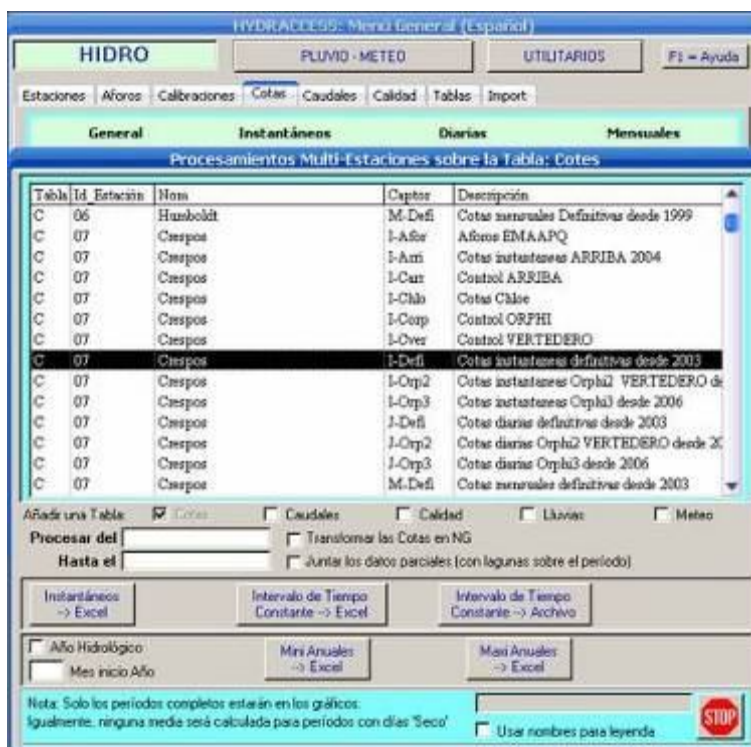 HYDRACCESS: Menú General (Español)
HIDRO PLUVIO - METEO UTILITARIOS F1 = Ayuda
Estaciones Aforos Calibraciones Cotas Caudales Calidad Tablas Import
General Instantáneos Diarias Mensuales
Procesamientos Multi-Estaciones sobre la Tabla: Cotes
Tabla Id_Estación Nom Captor Descripción
C 06 Humboldt M-Defi Cotas mensuales Definitivas desde 1999
C 07 Crespos I-Afor Aforos EMAAPQ
C 07 Crespos I-Arri Cotas instantaneas ARRIBA 2004
C 07 Crespos I-Carr Control ARRIBA
C 07 Crespos I-Chlo Cotas Chloe
C 07 Crespos I-Corp Control ORPHI
C 07 Crespos I-Cver Control VERTEDERO
C 07 Crespos I-Defi Cotas instantaneas definitivas desde 2003
C 07 Crespos I-Orp2 Cotas instantaneas Orphi2 VERTEDERO de
C 07 Crespos I-Orp3 Cotas instantaneas Orphi3 desde 2006
C 07 Crespos J-Defi Cotas diarias definitivas desde 2003
C 07 Crespos J-Orp2 Cotas diarias Orphi2 VERTEDERO desde 20
C 07 Crespos J-Orp3 Cotas diarias Orphi3 desde 2006
C 07 Crespos M-Defi Cotas mensuales definitivas desde 2003
Añadir una Tabla: Cotas Caudales Calidad Lluvias Meteo
Procesar del Transformar las Cotas en NG
Hasta el Juntar los datos parciales (con lagunas sobre el período)
Instantáneos Intervalo de Tiempo Intervalo de Tiempo
-> Excel Constante -> Excel Constante -> Archivo
Año Hidrológico Mini Anuales Maxi Anuales
Mes inicio Año -> Excel -> Excel
Nota: Solo los períodos completos estarán en los gráficos.
Igualmente, ninguna media será calculada para períodos con días 'Seco' Usar nombres para leyenda STOP